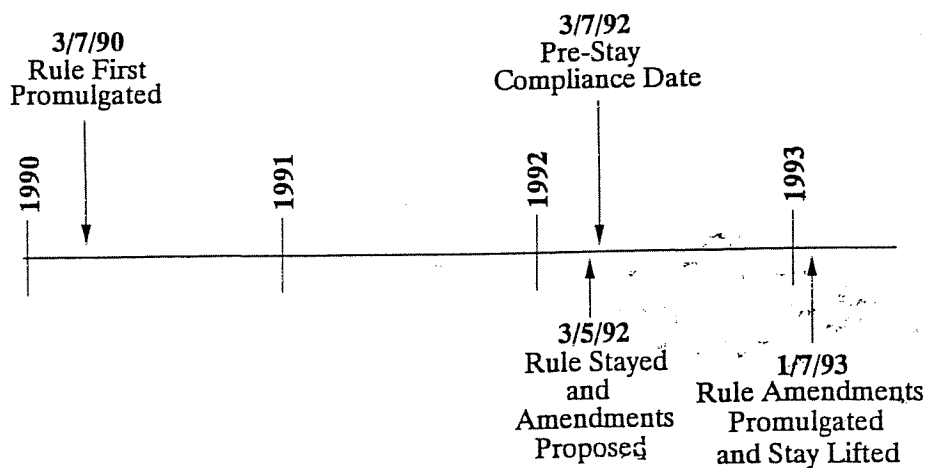 3/7/90
Rule First
Promulgated
3/7/92
Pre-Stay
Compliance Date
1990
1991
1992
1993
3/5/92
Rule Stayed
and
Amendments
Proposed
1/7/93
Rule Amendments
Promulgated
and Stay Lifted